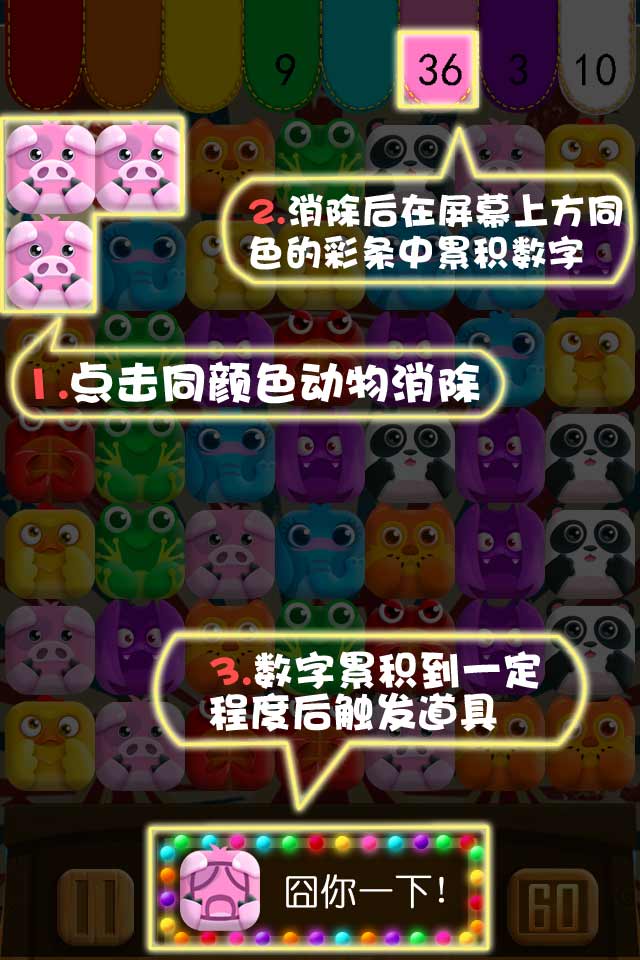 9 36 3 10
2.消除后在屏幕上方同
色的彩条中累积数字
1.点击同颜色动物消除
3.数字累积到一定
程度后触发道具
囧你一下!
60